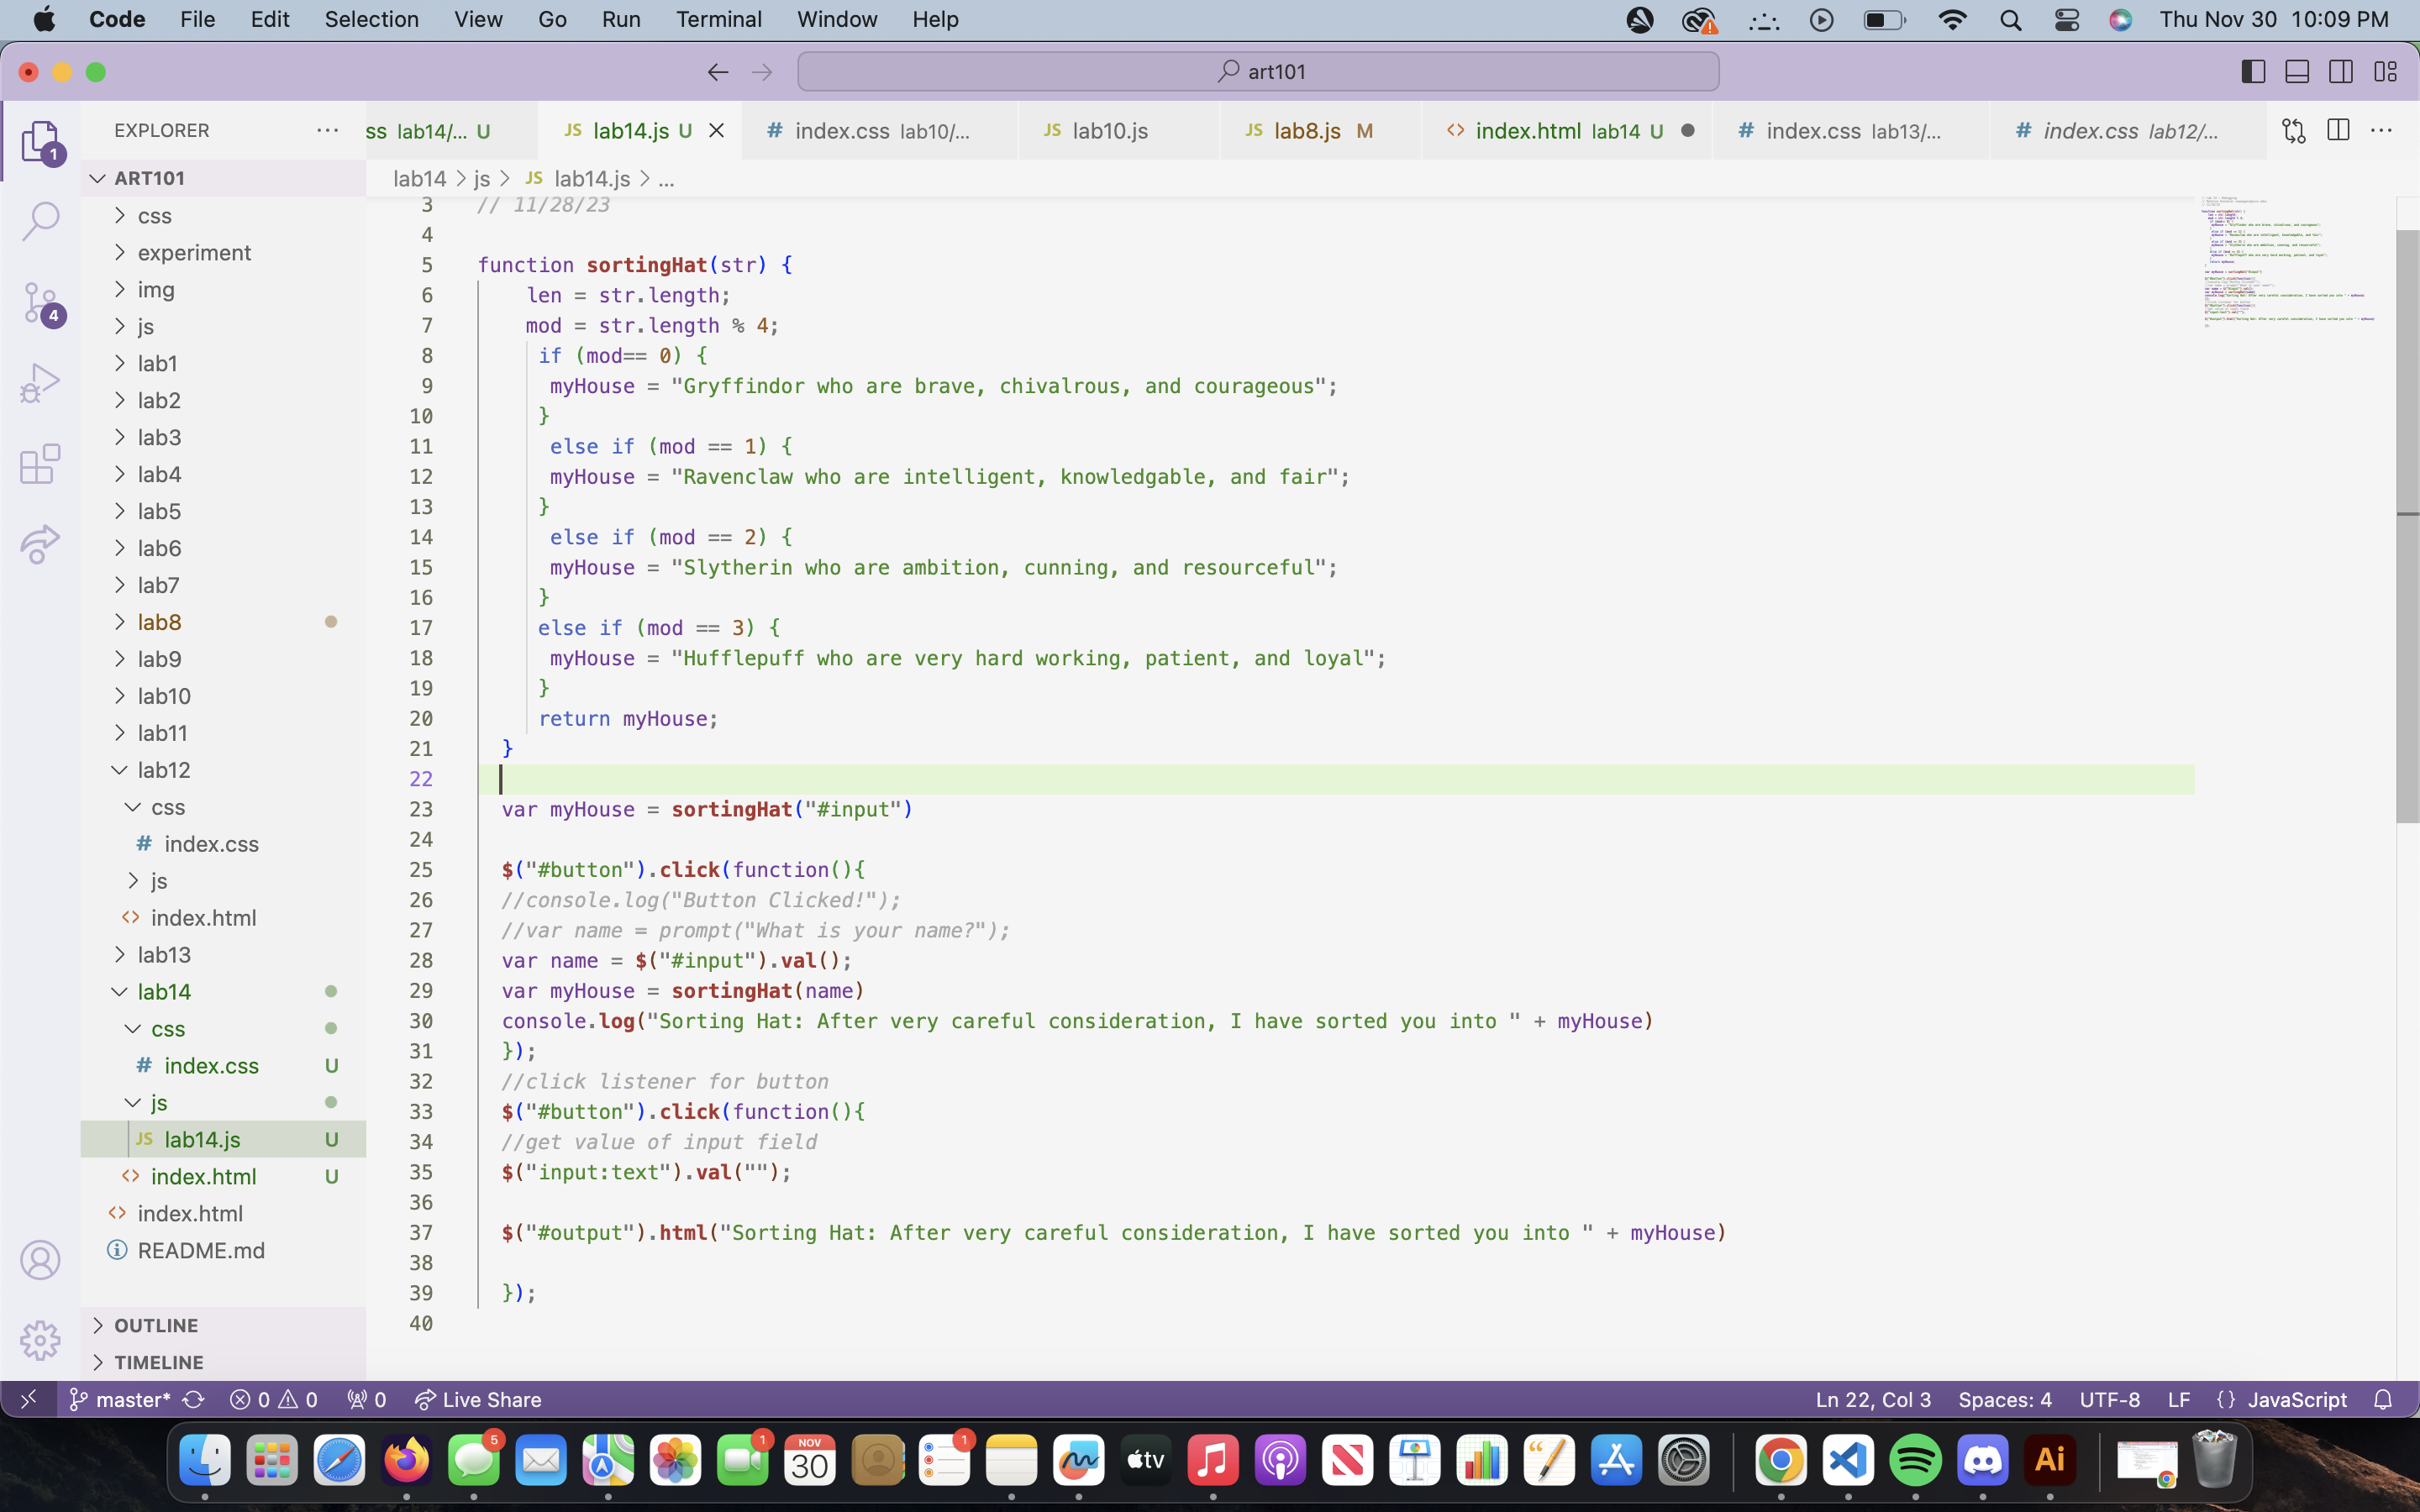 Code File Edit Selection View Go Run Terminal Window Help Thu Nov 30 10:09 PM
art101
EXPLORER
ss lab14/... U
JS lab14.js U
# index.css lab10/...
JS lab10.js
JS lab8.js M
<> index.html lab14 U
# index.css lab13/...
# index.css lab12/...
1
4
ART101
css
experiment
img
js
lab1
lab2
lab3
lab4
lab5
lab6
lab7
lab8
lab9
lab10
lab11
lab12
css
# index.css
js
<> index.html
lab13
lab14
css
# index.css U
js
JS lab14.js U
<> index.html U
<> index.html
README.md
OUTLINE
TIMELINE
lab14 > js > JS lab14.js > ...
3 // 11/28/23
4
5 function sortingHat(str) {
6 len = str.length;
7 mod = str.length % 4;
8 if (mod== 0) {
9 myHouse = "Gryffindor who are brave, chivalrous, and courageous";
10 }
11 else if (mod == 1) {
12 myHouse = "Ravenclaw who are intelligent, knowledgable, and fair";
13 }
14 else if (mod == 2) {
15 myHouse = "Slytherin who are ambition, cunning, and resourceful";
16 }
17 else if (mod == 3) {
18 myHouse = "Hufflepuff who are very hard working, patient, and loyal";
19 }
20 return myHouse;
21 }
22
23 var myHouse = sortingHat("#input")
24
25 $("#button").click(function(){
26 //console.log("Button Clicked!");
27 //var name = prompt("What is your name?");
28 var name = $("#input").val();
29 var myHouse = sortingHat(name)
30 console.log("Sorting Hat: After very careful consideration, I have sorted you into " + myHouse)
31 });
32 //click listener for button
33 $("#button").click(function(){
34 //get value of input field
35 $("input:text").val("");
36
37 $("#output").html("Sorting Hat: After very careful consideration, I have sorted you into " + myHouse)
38
39 });
40
master* 0 0 0 Live Share Ln 22, Col 3 Spaces: 4 UTF-8 LF {} JavaScript
5
1
NOV
30
1
tv
Ai